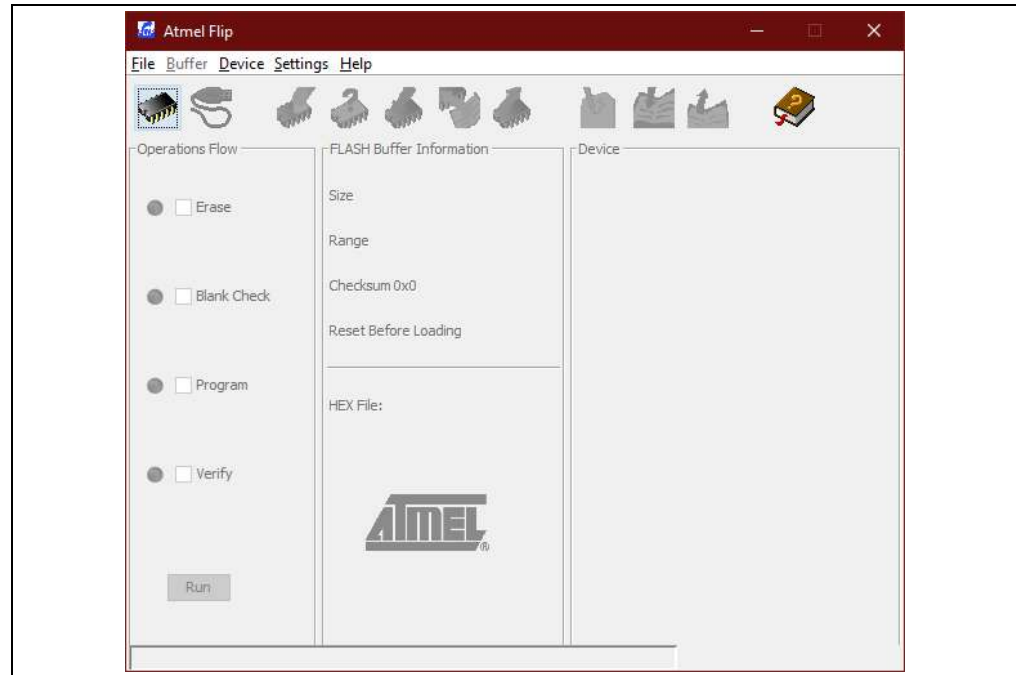 Atmel Flip
File Buffer Device Settings Help
Operations Flow
Erase
Blank Check
Program
Verify
Run
FLASH Buffer Information
Size
Range
Checksum 0x0
Reset Before Loading
HEX File:
ATMEL
®
Device